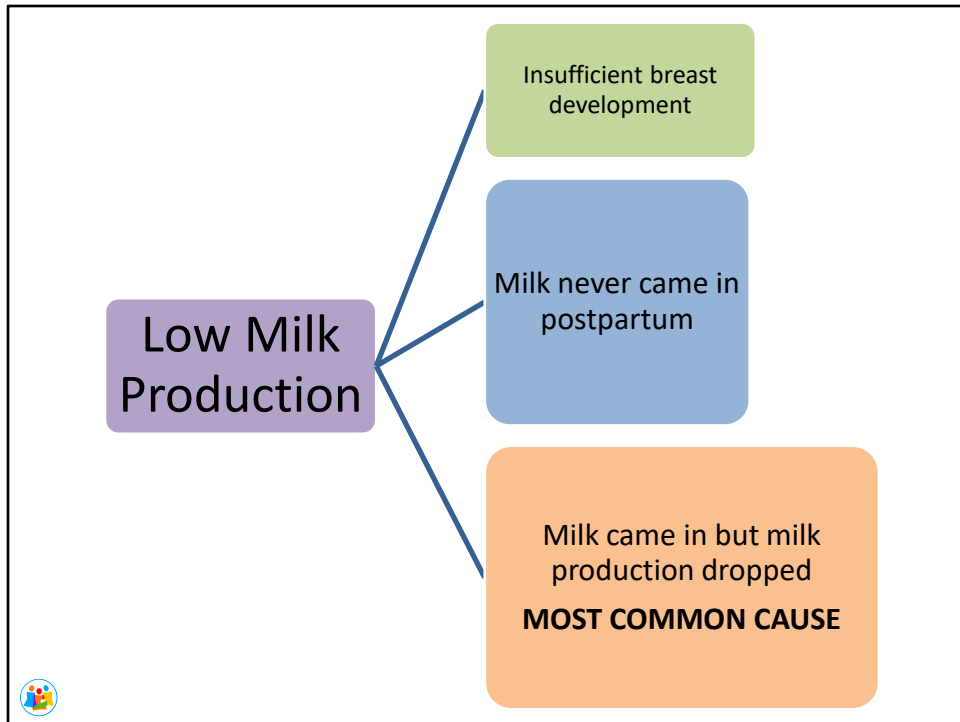 Insufficient breast
development
Milk never came in
postpartum
Low Milk
Production
Milk came in but milk
production dropped
MOST COMMON CAUSE